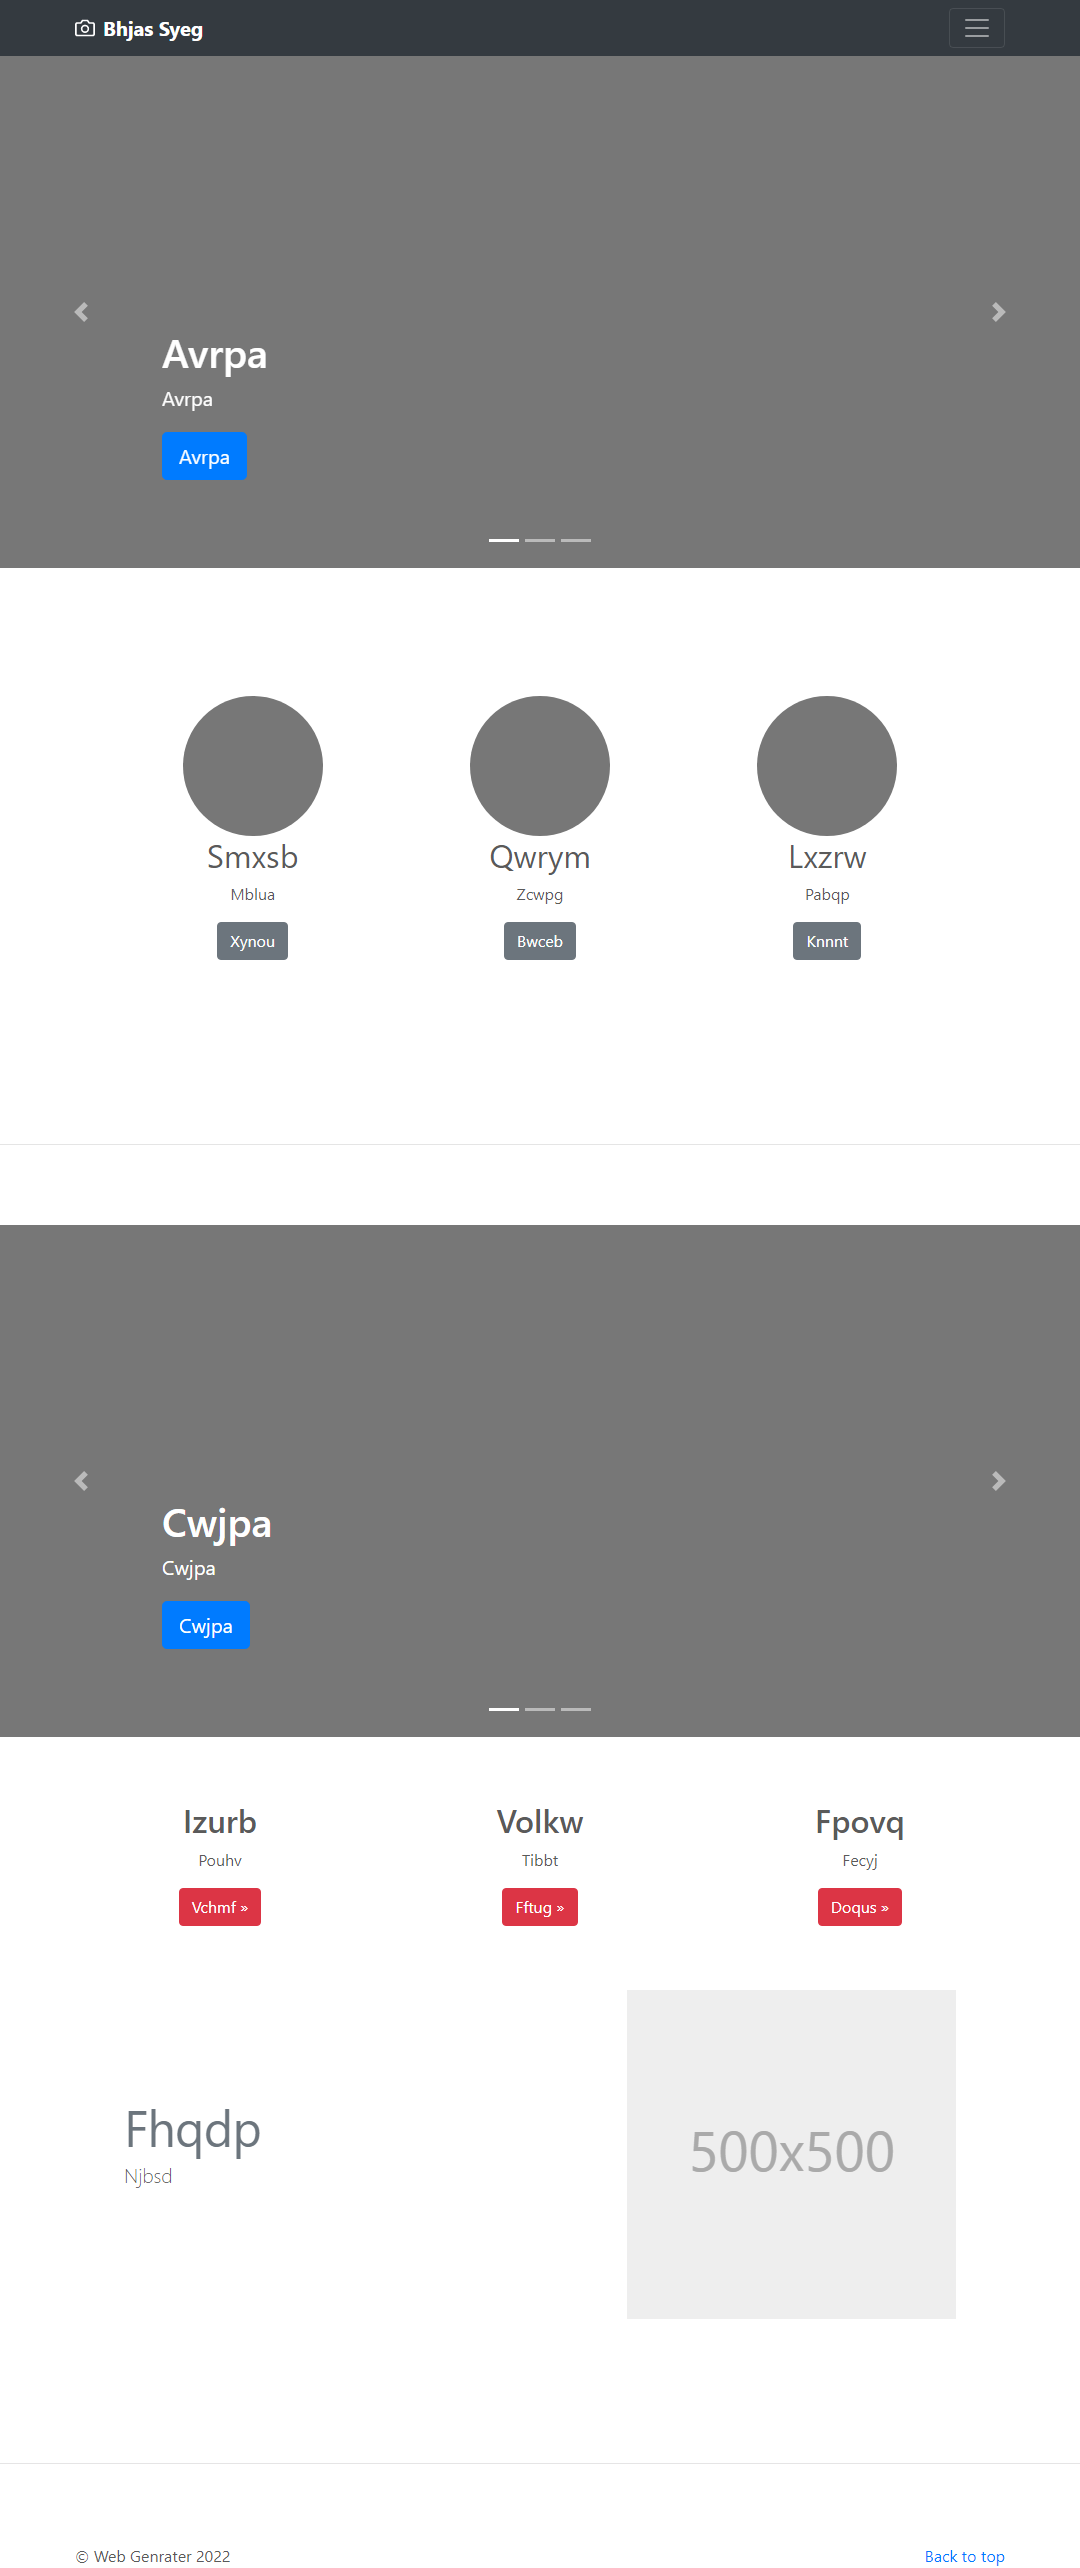 Bhjas Syeg
Avrpa
Avrpa
Avrpa
Smxsb
Mblua
Xynou
Qwrym
Zcwpg
Bwceb
Lxzrw
Pabqp
Knnnt
Cwjpa
Cwjpa
Cwjpa
Izurb
Pouhv
Vchmf »
Volkw
Tibbt
Fftug »
Fpovq
Fecyj
Doqus »
Fhqdp
Njbsd
500x500
© Web Genrater 2022
Back to top